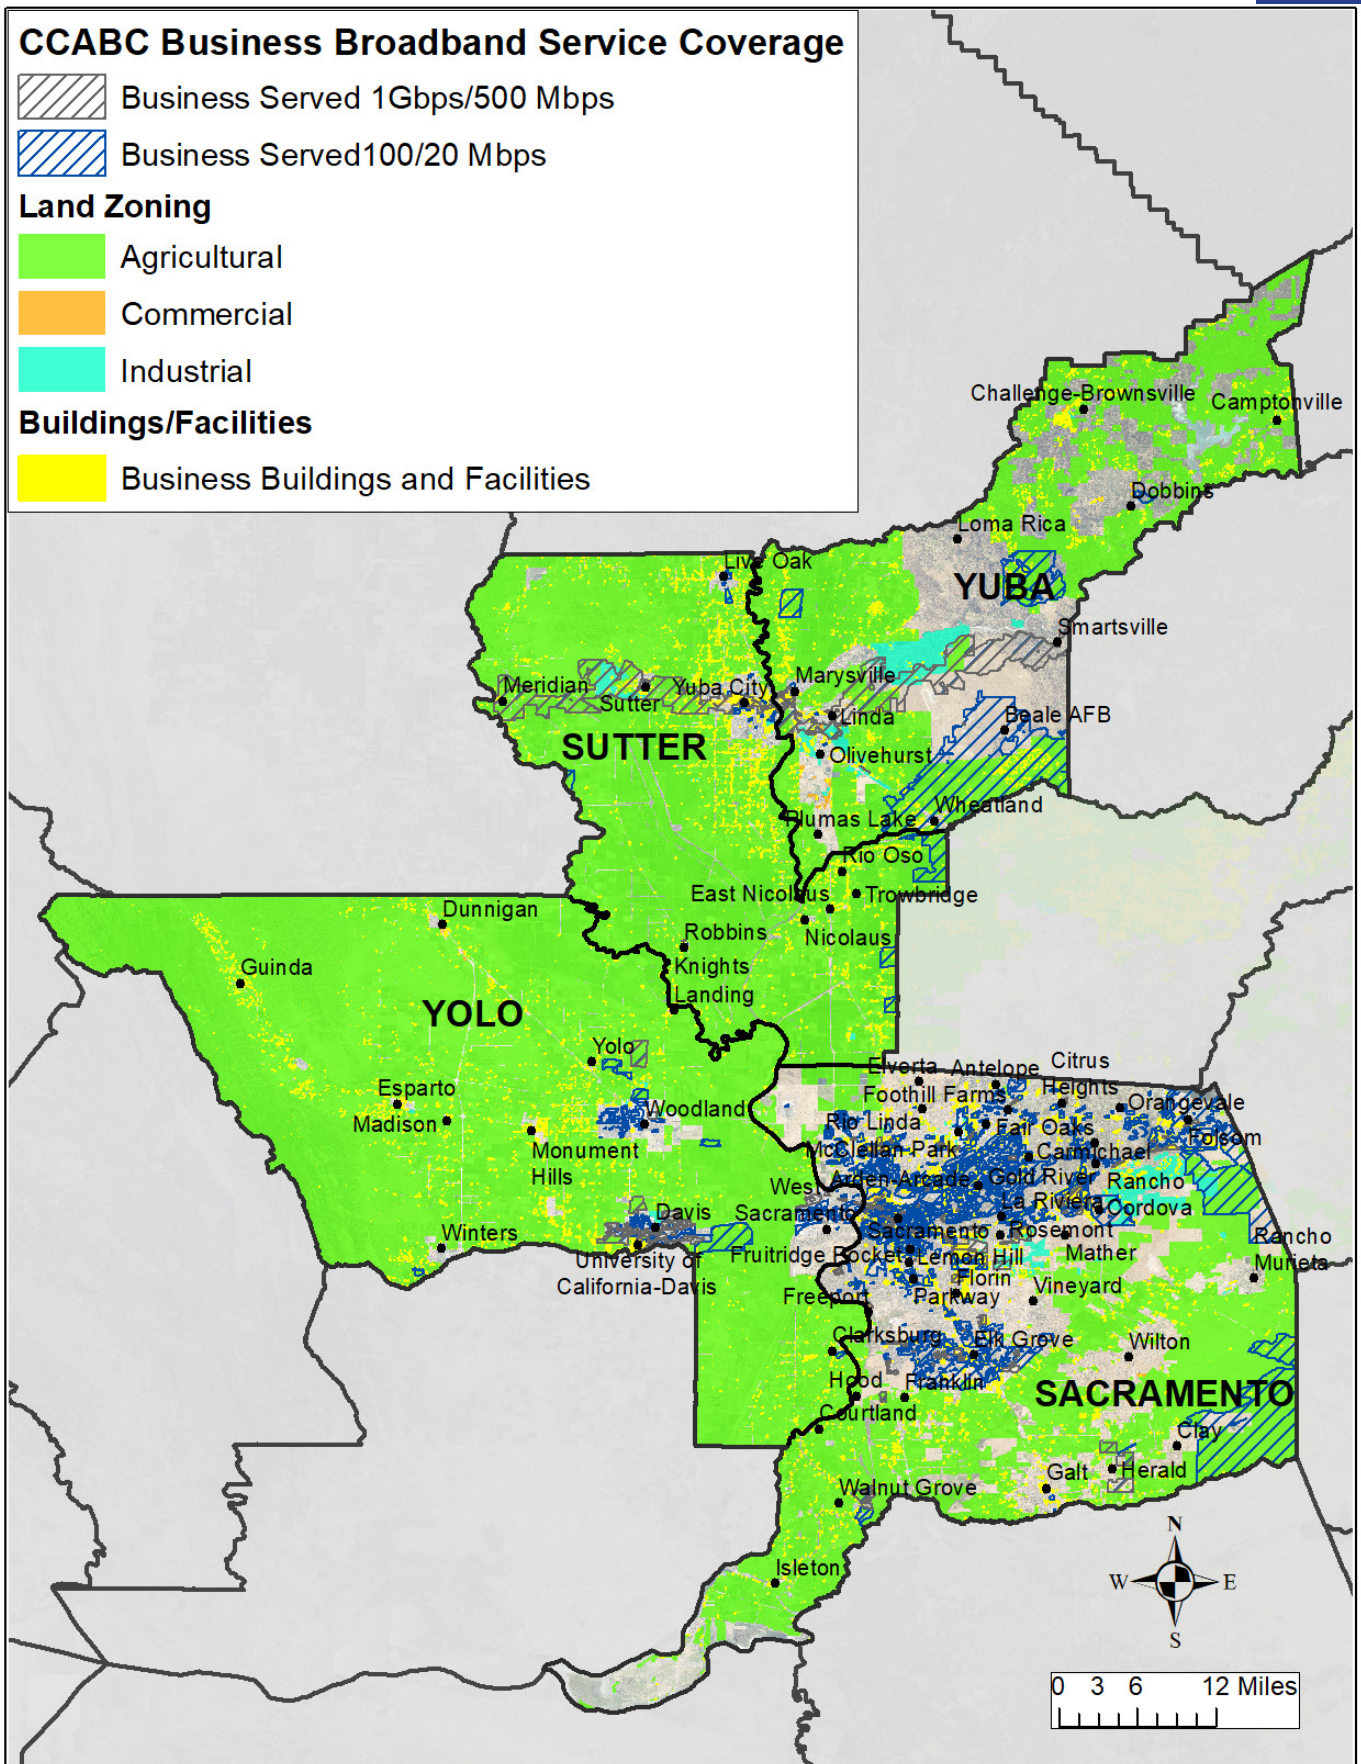 CCABC Business Broadband Service Coverage
Business Served 1Gbps/500 Mbps
Business Served100/20 Mbps
Land Zoning
Agricultural
Commercial
Industrial
Buildings/Facilities
Business Buildings and Facilities
Challenge-Brownsville
Camptonville
Dobbins
Loma Rica
YUBA
Live Oak
Smartsville
Meridian
Sutter
Yuba City
Marysville
Linda
Beale AFB
SUTTER
Olivehurst
Plumas Lake
Wheatland
Rio Oso
East Nicolaus
Trowbridge
Nicolaus
Robbins
Knights
Landing
Dunnigan
Guinda
YOLO
Yolo
Esparto
Madison
Woodland
Monument
Hills
Winters
Davis
University of
California-Davis
Elverta
Antelope
Citrus
Heights
Foothill Farms
Orangevale
Rio Linda
Fair Oaks
Folsom
McClellan Park
Carmichael
Arden-Arcade
Gold River
Rancho
Cordova
West
Sacramento
La Riviera
Sacramento
Rosemont
Mather
Rancho
Murieta
Fruitridge Pocket
Lemon Hill
Florin
Parkway
Vineyard
Freeport
Clarksburg
Elk Grove
Wilton
Hood
Franklin
SACRAMENTO
Courtland
Clay
Galt
Herald
Walnut Grove
Isleton
N
W
E
S
0 3 6 12 Miles